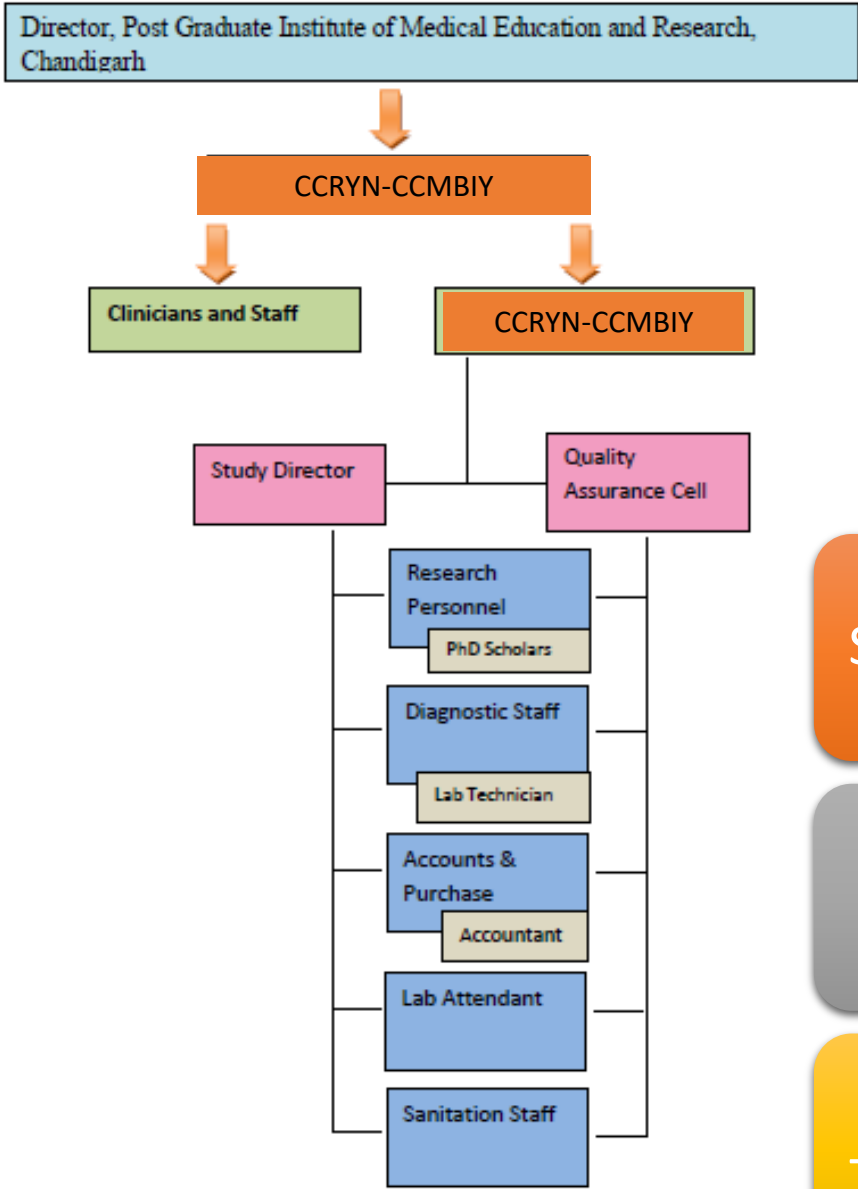 Director, Post Graduate Institute of Medical Education and Research,
Chandigarh
CCRYN-CCMBIY
Clinicians and Staff
CCRYN-CCMBIY
Study Director
Quality
Assurance Cell
Research
Personnel
PhD Scholars
Diagnostic Staff
Lab Technician
Accounts &
Purchase
Accountant
Lab Attendant
Sanitation Staff